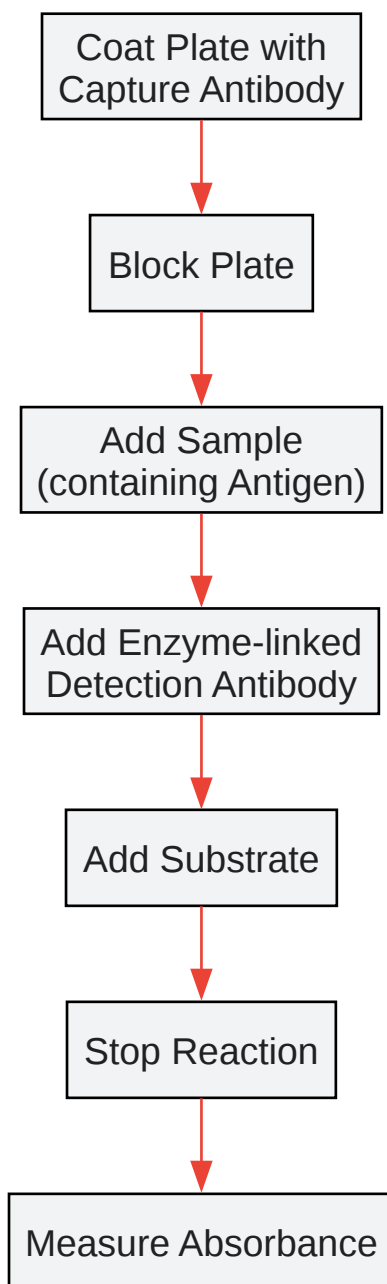 Coat Plate with
Capture Antibody
Block Plate
Add Sample
(containing Antigen)
Add Enzyme-linked
Detection Antibody
Add Substrate
Stop Reaction
Measure Absorbance